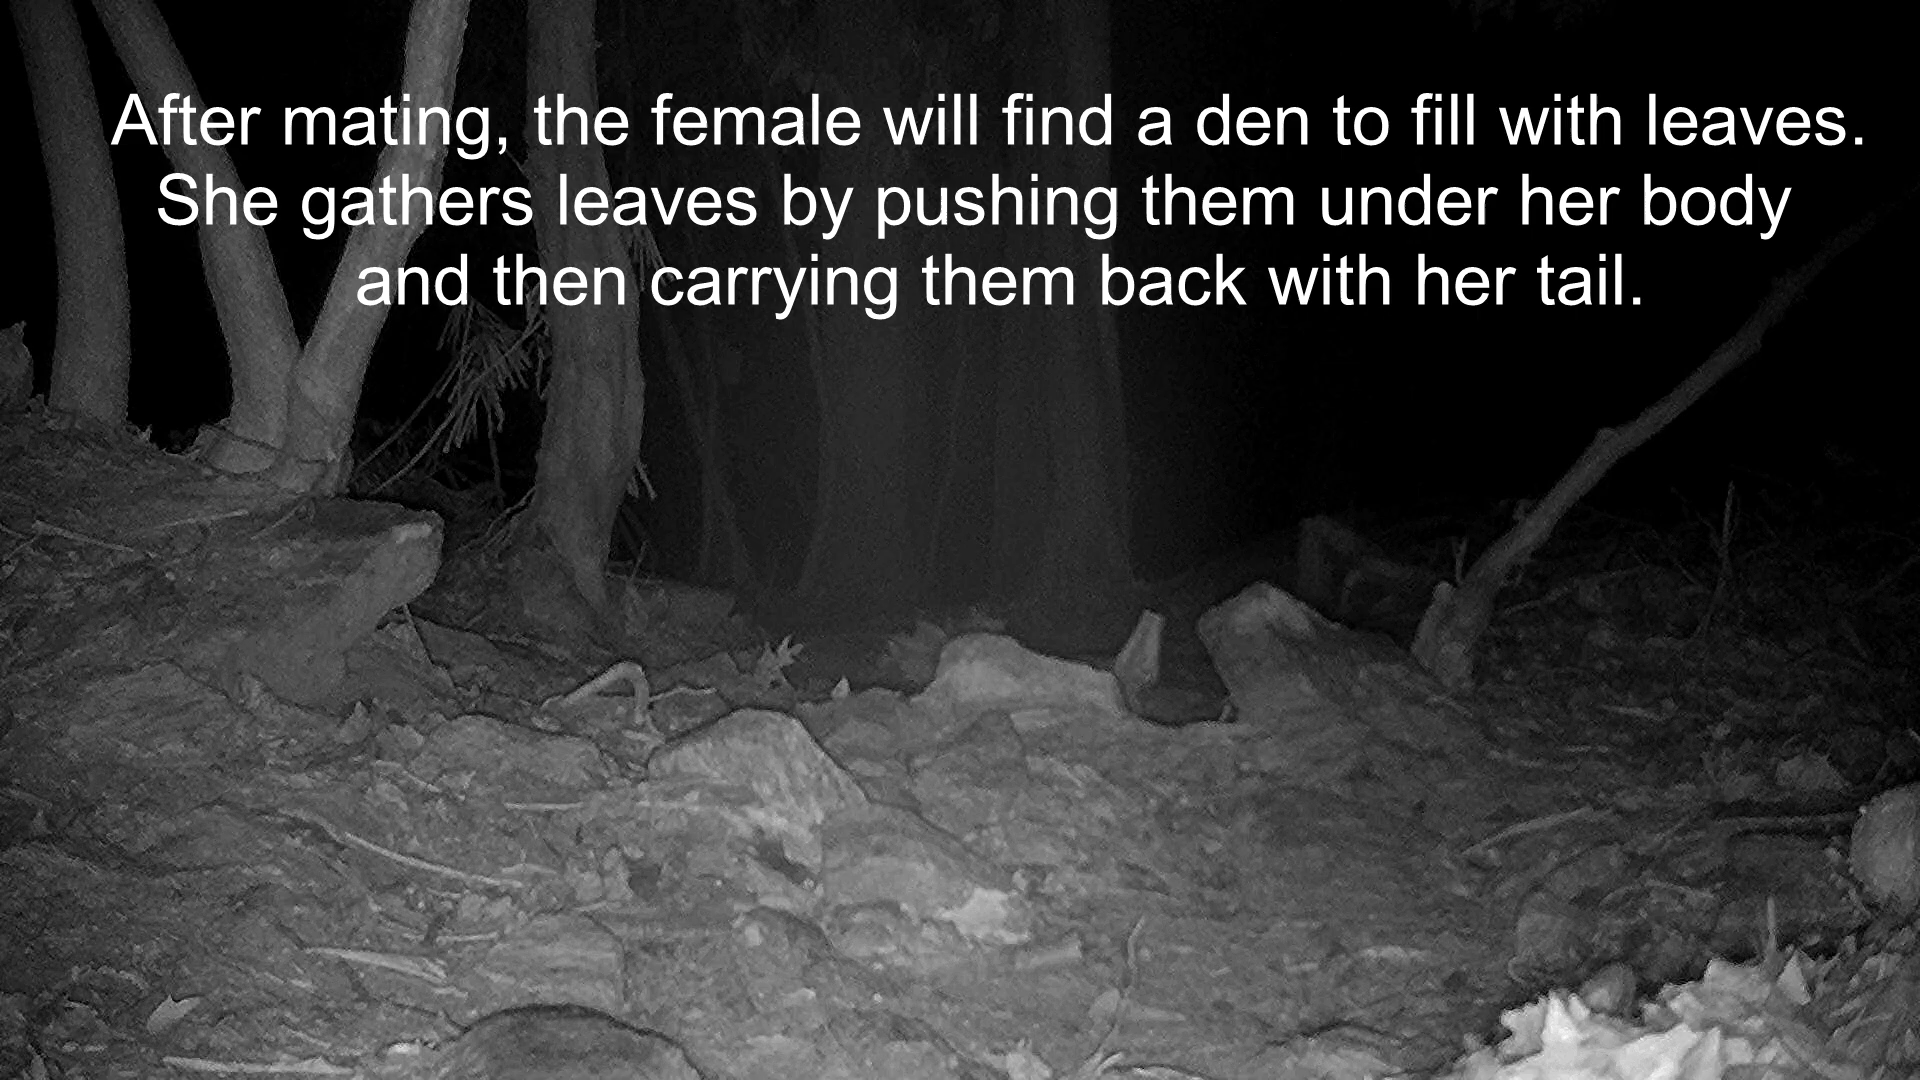 After mating, the female will find a den to fill with leaves.
She gathers leaves by pushing them under her body
and then carrying them back with her tail.